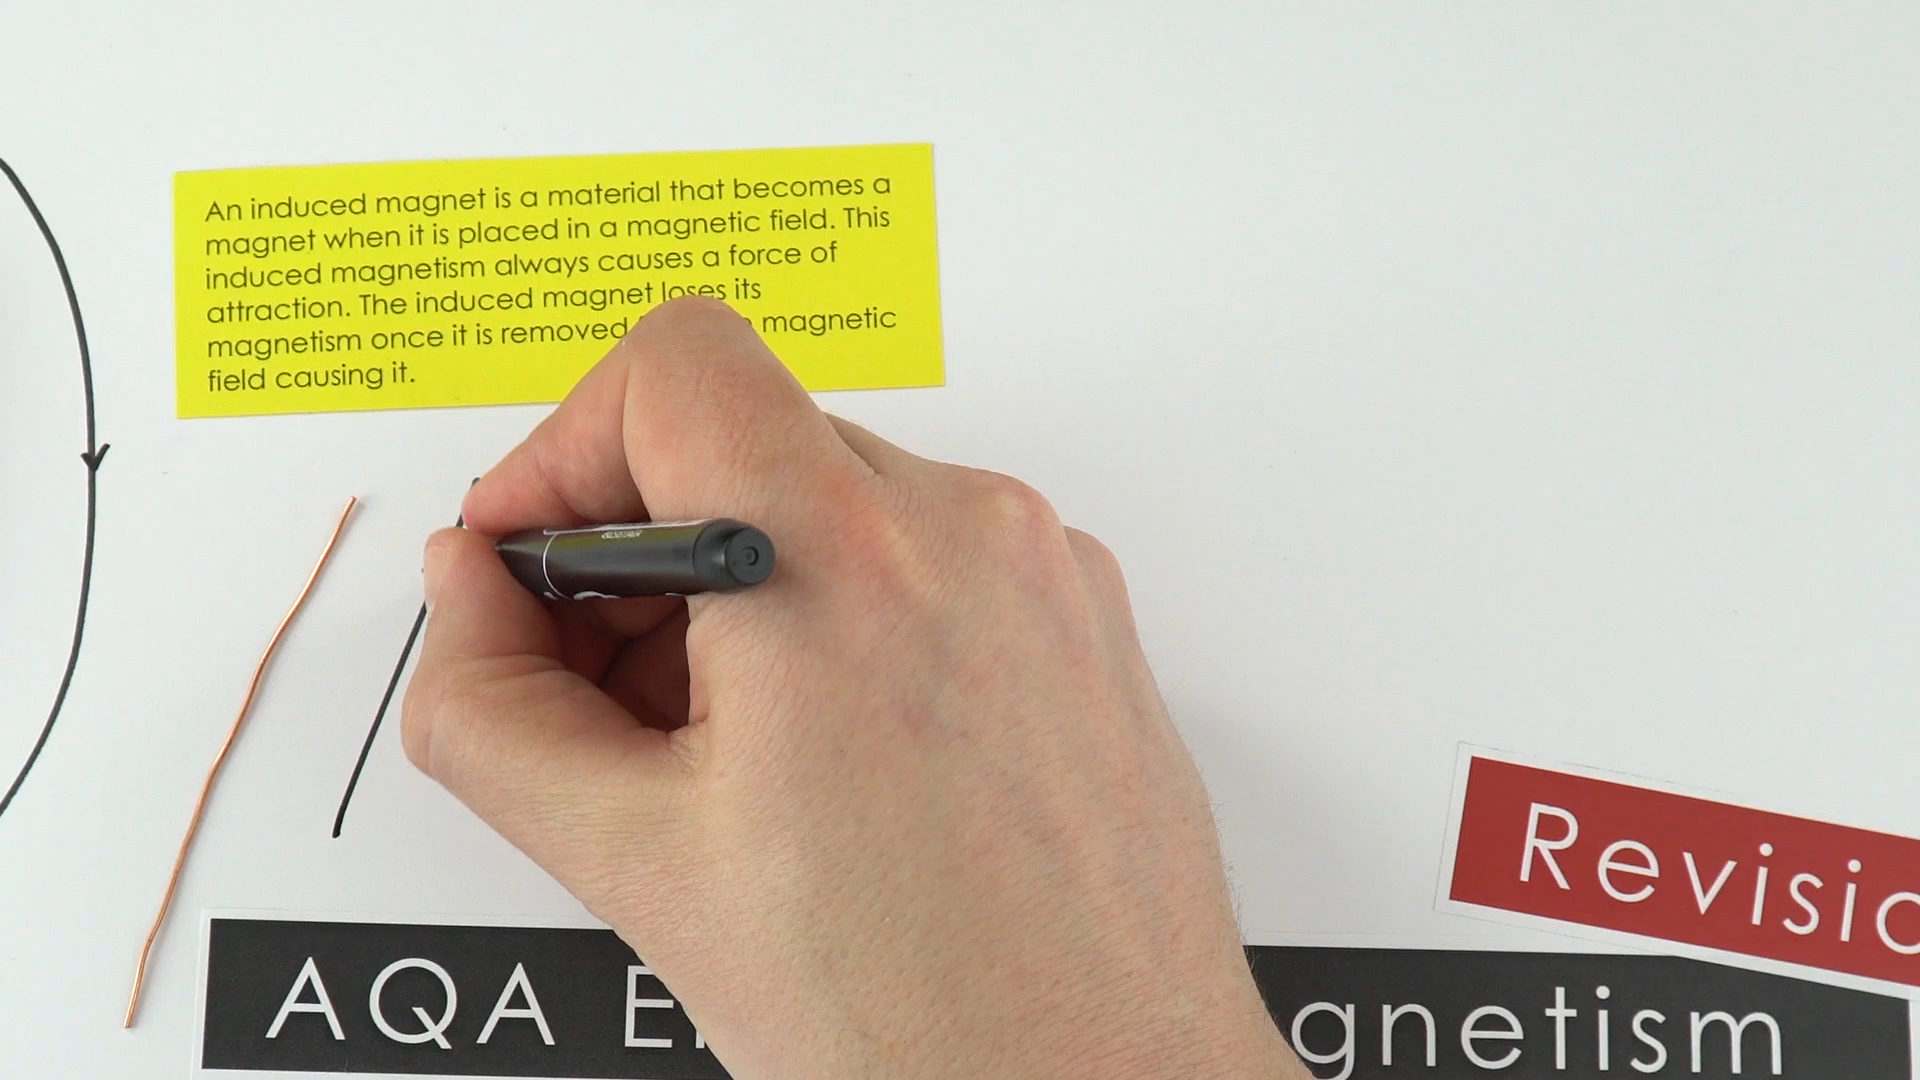 An induced magnet is a material that becomes a
magnet when it is placed in a magnetic field. This
induced magnetism always causes a force of
attraction. The induced magnet loses its
magnetism once it is removed magnetic
field causing it.
Revisio
AQA El gnetism